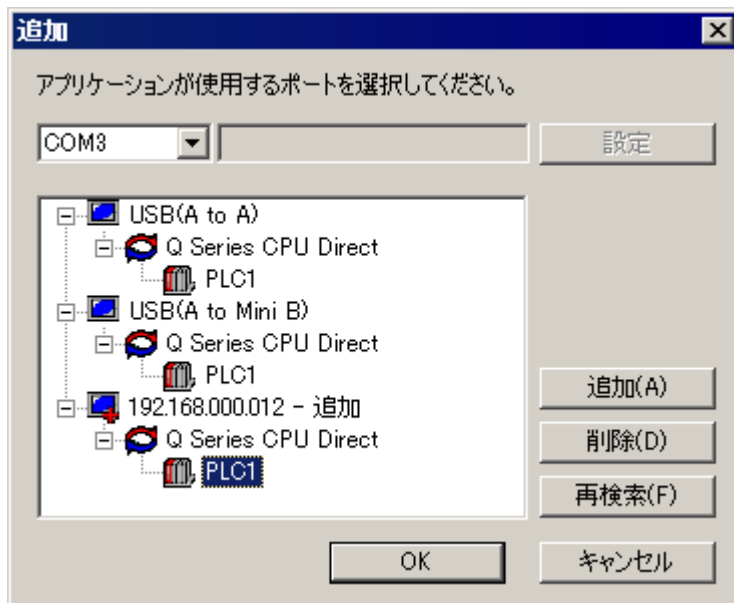 追加
アプリケーションが使用するポートを選択してください。
COM3
設定
USB(A to A)
Q Series CPU Direct
PLC1
USB(A to Mini B)
Q Series CPU Direct
PLC1
192.168.000.012 - 追加
Q Series CPU Direct
PLC1
追加(A)
削除(D)
再検索(F)
OK
キャンセル